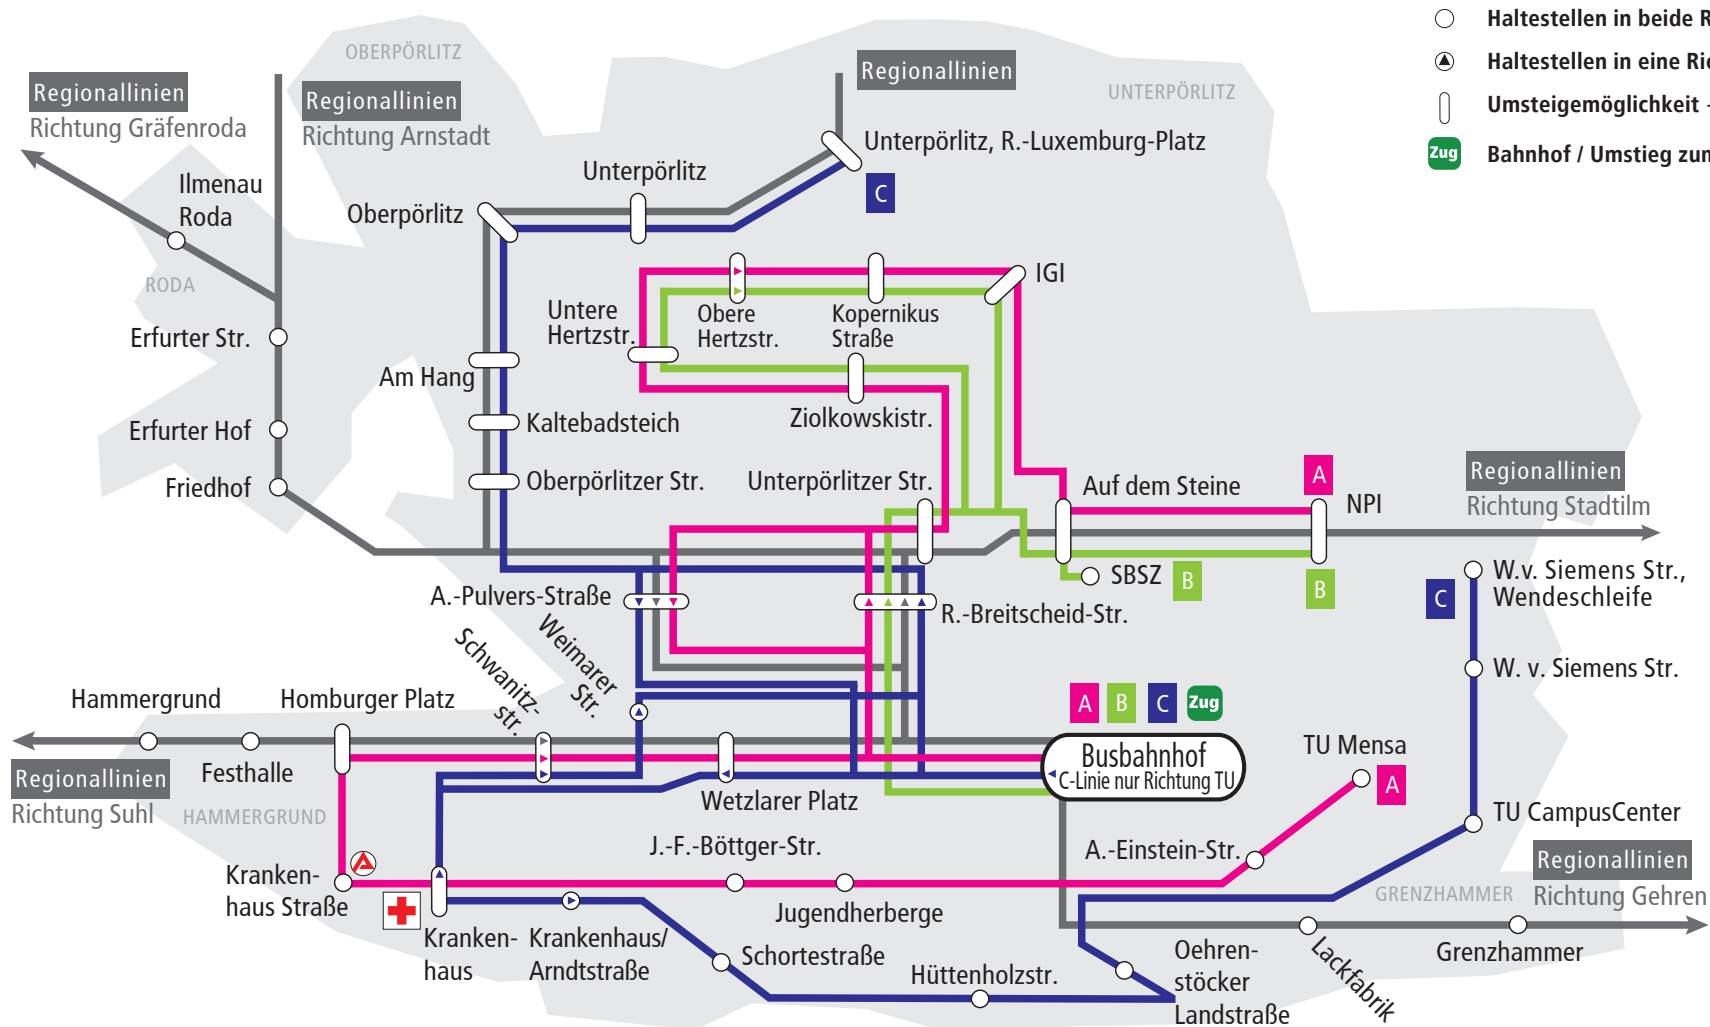 Haltestellen in beide R
Haltestellen in eine Ric
Umsteigemöglichkeit -
Zug
Bahnhof / Umstieg zum
OBERPÖRLITZ
UNTERPÖRLITZ
Regionallinien
Regionallinien
Richtung Gräfenroda
Regionallinien
Richtung Arnstadt
Unterpörlitz, R.-Luxemburg-Platz
C
Unterpörlitz
Oberpörlitz
Ilmenau
Roda
RODA
IGI
Untere
Hertzstr.
Obere
Hertzstr.
Kopernikus
Straße
Erfurter Str.
Am Hang
Ziolkowskistr.
Kaltebadsteich
Erfurter Hof
Friedhof
Oberpörlitzer Str.
Unterpörlitzer Str.
Auf dem Steine
A
NPI
Regionallinien
Richtung Stadtilm
SBSZ
B
B
A.-Pulvers-Straße
R.-Breitscheid-Str.
C
W.v. Siemens Str.,
Wendeschleife
Schwanitz-
str.
Weimarer
Str.
W. v. Siemens Str.
Hammergrund
Homburger Platz
A
B
C
Zug
Busbahnhof
C-Linie nur Richtung TU
TU Mensa
A
Festhalle
Regionallinien
Richtung Suhl
HAMMERGRUND
Wetzlarer Platz
TU CampusCenter
J.-F.-Böttger-Str.
A.-Einstein-Str.
Regionallinien
Richtung Gehren
GRENZHAMMER
Kranken-
haus Straße
Jugendherberge
Kranken-
haus
Krankenhaus/
Arndtstraße
Schortestraße
Hüttenholzstr.
Oehren-
stöcker
Landstraße
Lackfabrik
Grenzhammer